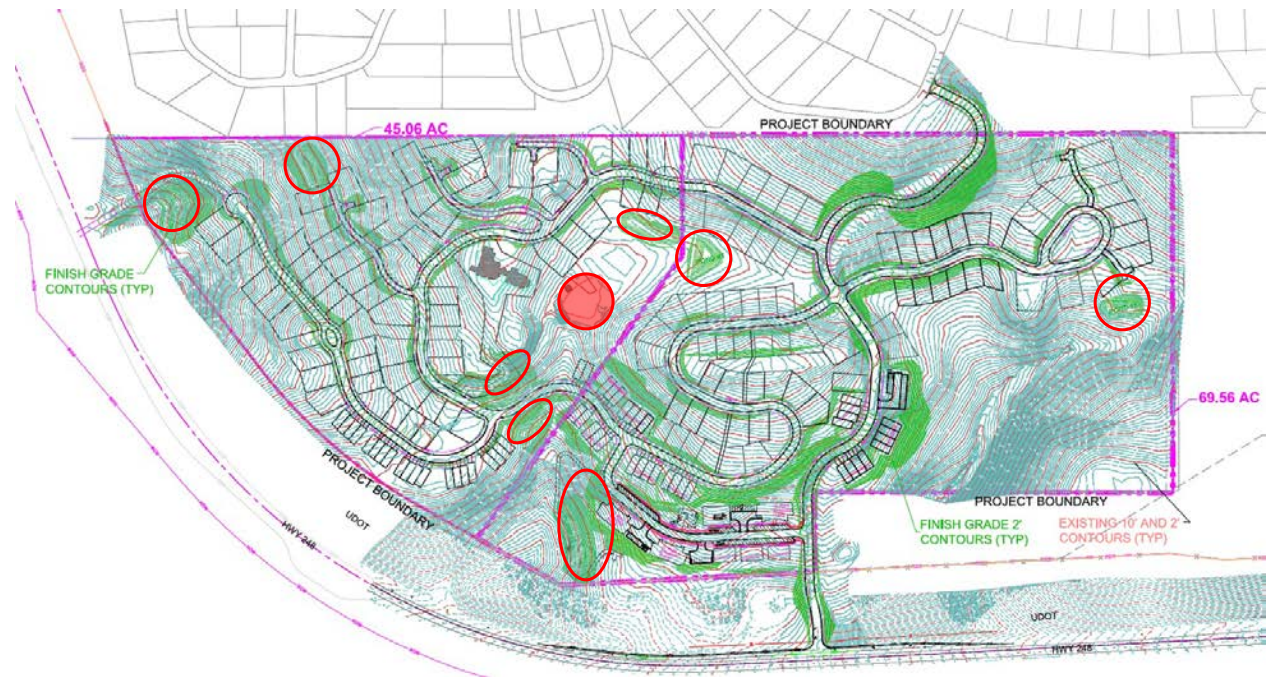 45.06 AC
PROJECT BOUNDARY
FINISH GRADE
CONTOURS (TYP)
69.56 AC
PROJECT BOUNDARY
HWY 248
UDOT
PROJECT BOUNDARY
FINISH GRADE 2'
CONTOURS (TYP)
EXISTING 10' AND 2'
CONTOURS (TYP)
UDOT
HWY 248